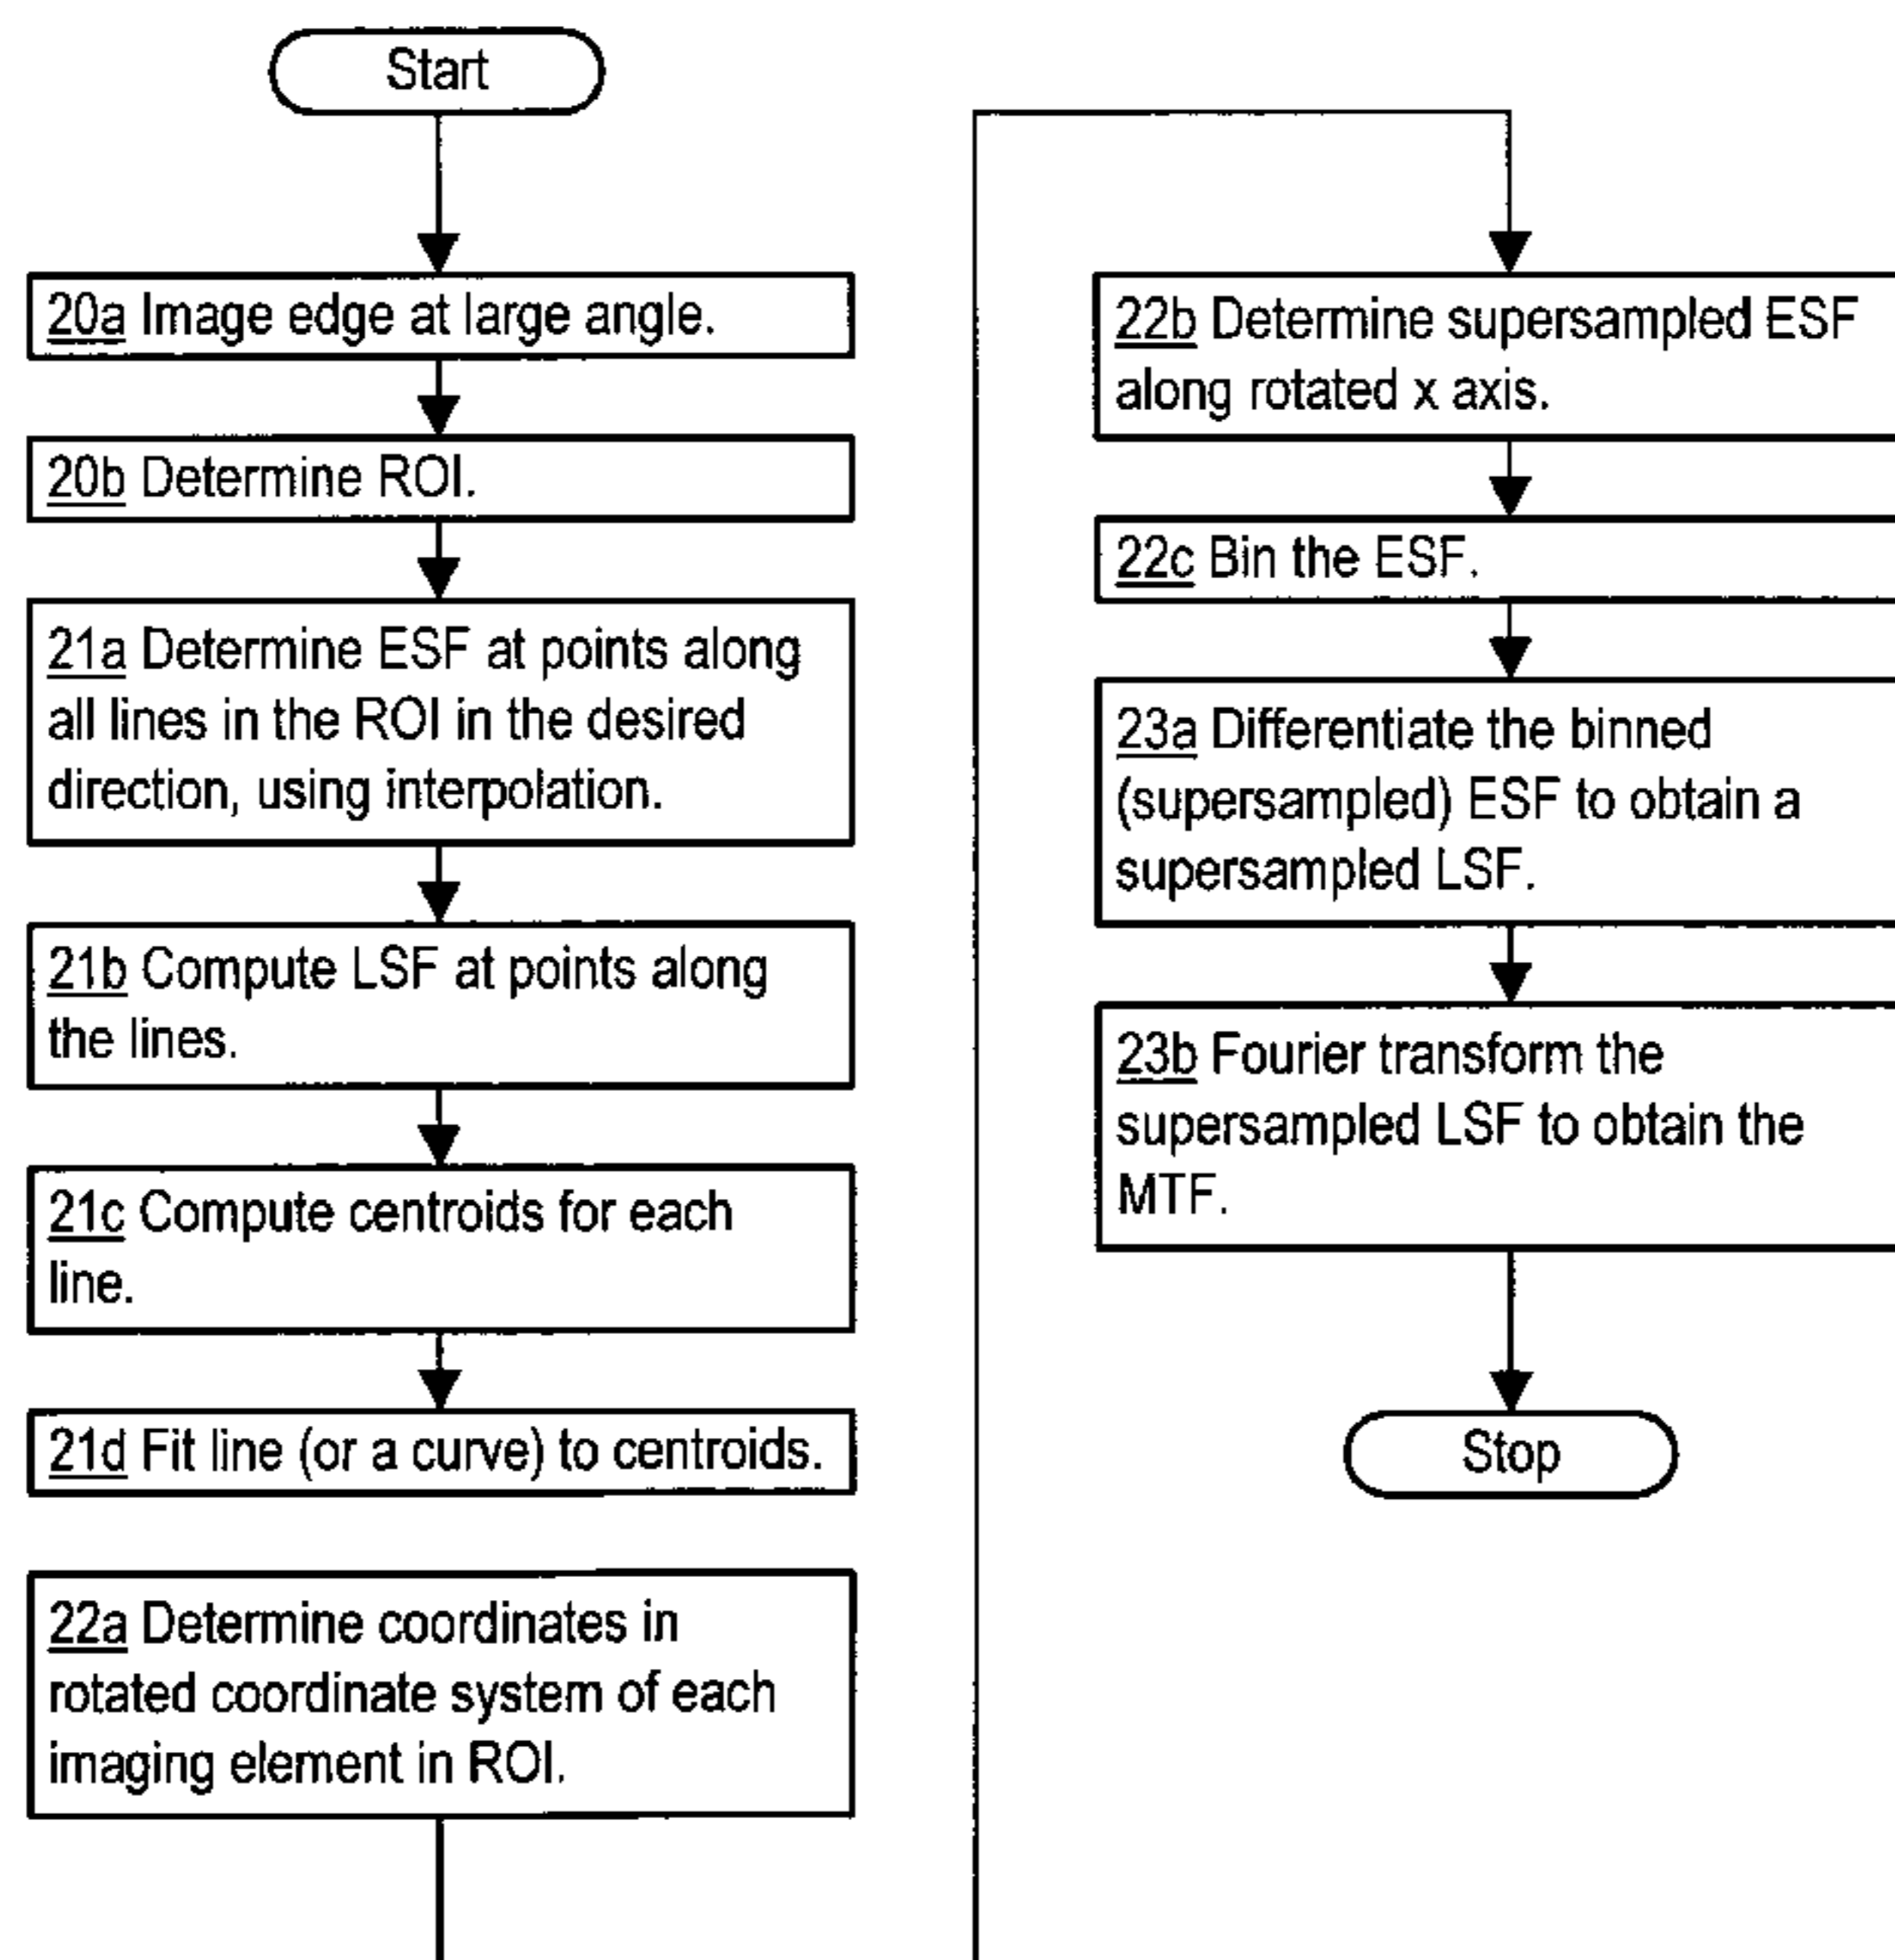 Start
20a Image edge at large angle.
20b Determine ROI.
21a Determine ESF at points along
all lines in the ROI in the desired
direction, using interpolation.
21b Compute LSF at points along
the lines.
21c Compute centroids for each
line.
21d Fit line (or a curve) to centroids.
22a Determine coordinates in
rotated coordinate system of each
imaging element in ROI.
22b Determine supersampled ESF
along rotated x axis.
22c Bin the ESF.
23a Differentiate the binned
(supersampled) ESF to obtain a
supersampled LSF.
23b Fourier transform the
supersampled LSF to obtain the
MTF.
Stop